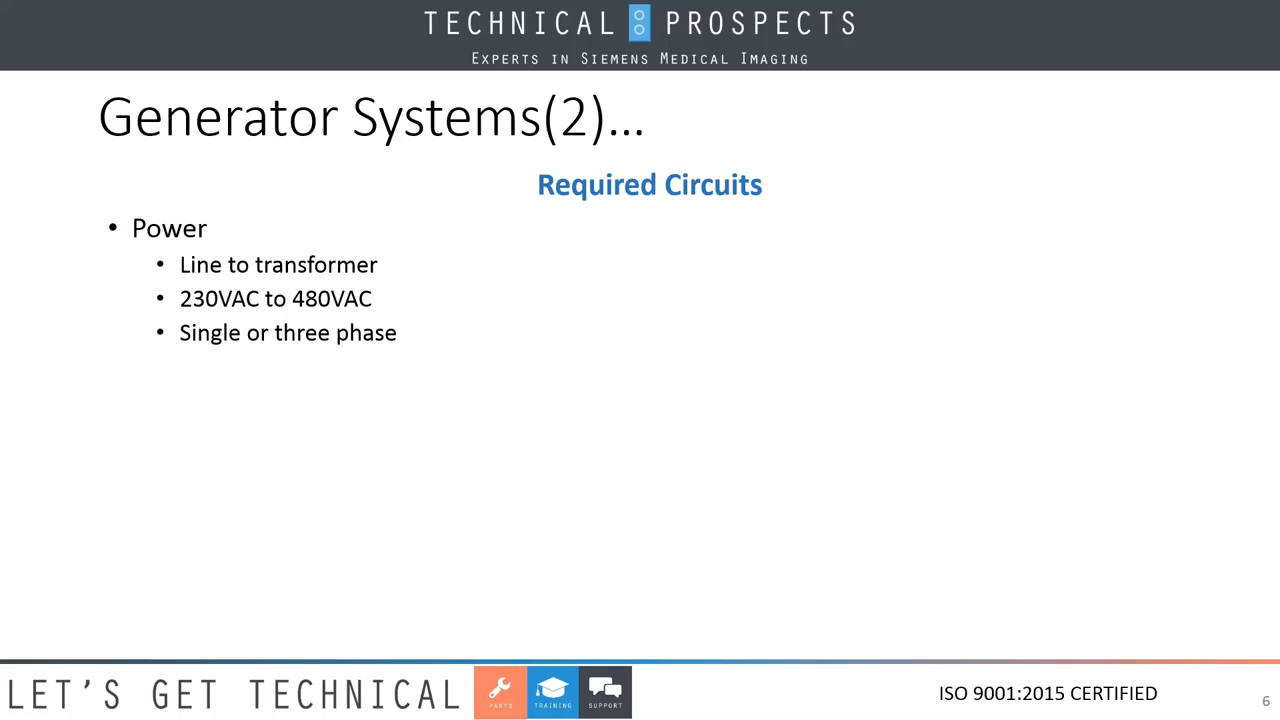 TECHNICAL PROSPECTS
EXPERTS IN SIEMENS MEDICAL IMAGING
Generator Systems(2)...
Required Circuits
• Power
• Line to transformer
• 230VAC to 480VAC
• Single or three phase
LET'S GET TECHNICAL
PARTS
TRAINING
SUPPORT
ISO 9001:2015 CERTIFIED
6